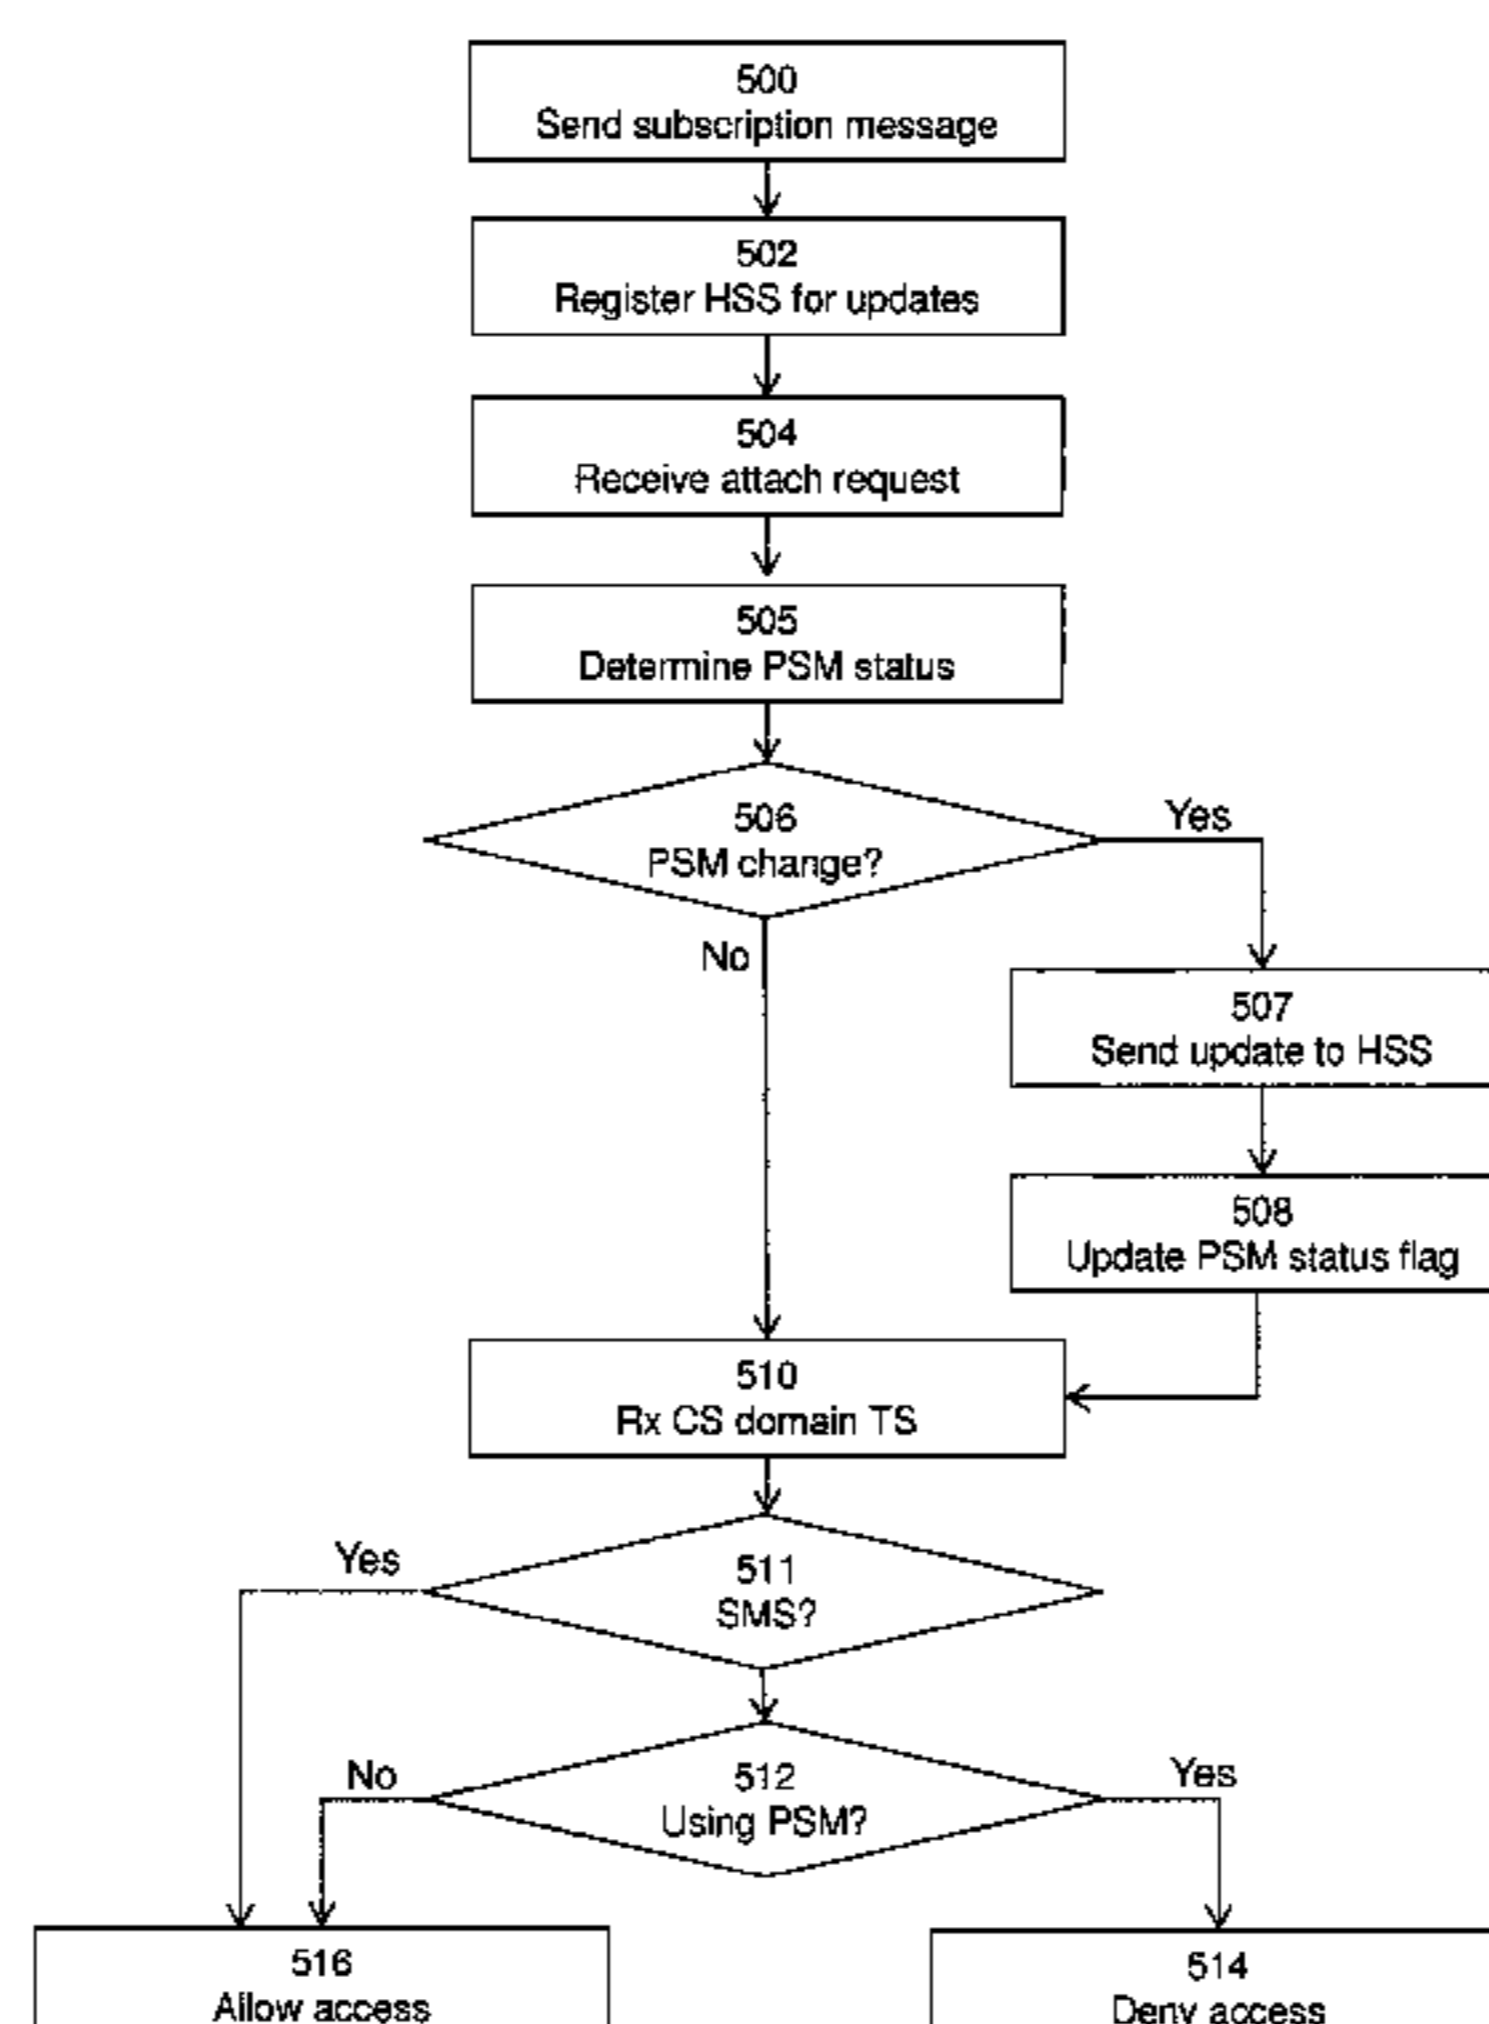 500
Send subscription message
502
Register HSS for updates
504
Receive attach request
505
Determine PSM status
506
PSM change?
Yes
No
507
Send update to HSS
508
Update PSM status flag
510
Rx CS domain TS
511
SMS?
Yes
512
Using PSM?
No
Yes
516
Allow access
514
Deny access